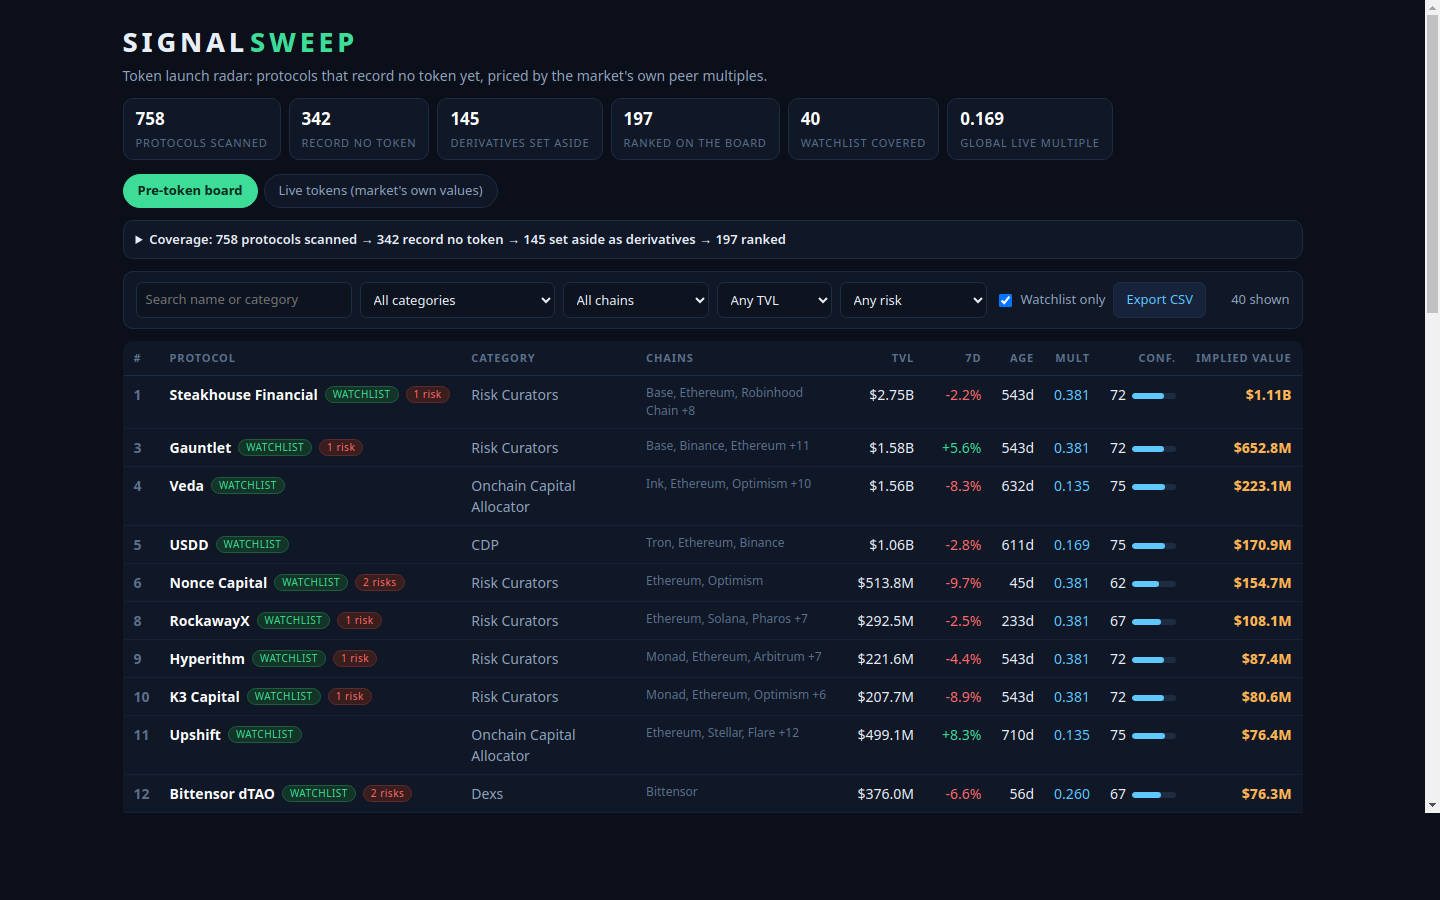 SIGNALSWEEP
Token launch radar: protocols that record no token yet, priced by the market's own peer multiples.
758 342 145 197 40 0.169
PROTOCOLS SCANNED RECORD NO TOKEN DERIVATIVES SET ASIDE RANKED ON THE BOARD WATCHLIST COVERED GLOBAL LIVE MULTIPLE
Pre-token board Live tokens (market's own values)
Coverage: 758 protocols scanned → 342 record no token → 145 set aside as derivatives → 197 ranked
Search name or category All categories All chains Any TVL Any risk Watchlist only Export CSV 40 shown
# PROTOCOL CATEGORY CHAINS TVL 7D AGE MULT CONF. IMPLIED VALUE
1 Steakhouse Financial WATCHLIST 1 risk Risk Curators Base, Ethereum, Robinhood $2.75B -2.2% 543d 0.381 72 $1.11B
Chain +8
3 Gauntlet WATCHLIST 1 risk Risk Curators Base, Binance, Ethereum +11 $1.58B +5.6% 543d 0.381 72 $652.8M
4 Veda WATCHLIST Onchain Capital Ink, Ethereum, Optimism +10 $1.56B -8.3% 632d 0.135 75 $223.1M
Allocator
5 USDD WATCHLIST CDP Tron, Ethereum, Binance $1.06B -2.8% 611d 0.169 75 $170.9M
6 Nonce Capital WATCHLIST 2 risks Risk Curators Ethereum, Optimism $513.8M -9.7% 45d 0.381 62 $154.7M
8 RockawayX WATCHLIST 1 risk Risk Curators Ethereum, Solana, Pharos +7 $292.5M -2.5% 233d 0.381 67 $108.1M
9 Hyperithm WATCHLIST 1 risk Risk Curators Monad, Ethereum, Arbitrum +7 $221.6M -4.4% 543d 0.381 72 $87.4M
10 K3 Capital WATCHLIST 1 risk Risk Curators Monad, Ethereum, Optimism +6 $207.7M -8.9% 543d 0.381 72 $80.6M
11 Upshift WATCHLIST Onchain Capital Ethereum, Stellar, Flare +12 $499.1M +8.3% 710d 0.135 75 $76.4M
Allocator
12 Bittensor dTAO WATCHLIST 2 risks Dexs Bittensor $376.0M -6.6% 56d 0.260 67 $76.3M